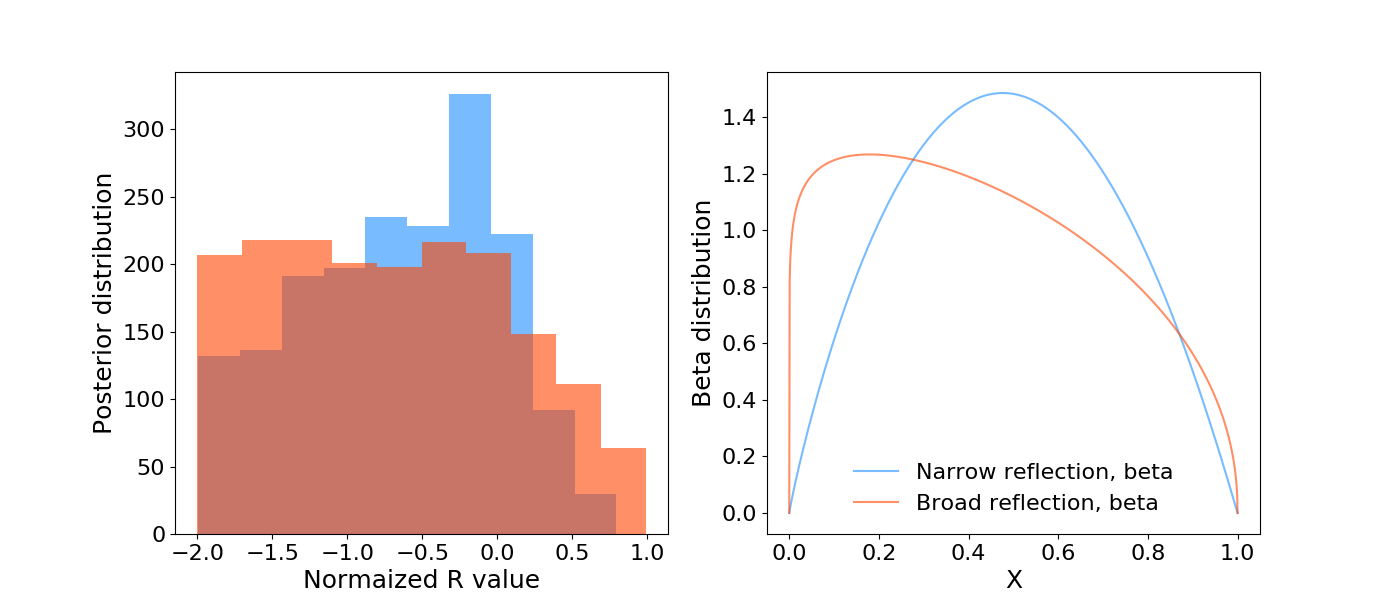 Posterior distribution
300
250
200
150
100
50
0
−2.0 −1.5 −1.0 −0.5 0.0 0.5 1.0
Normaized R value
Beta distribution
1.4
1.2
1.0
0.8
0.6
0.4
0.2
0.0
Narrow reflection, beta
Broad reflection, beta
0.0 0.2 0.4 0.6 0.8 1.0
X